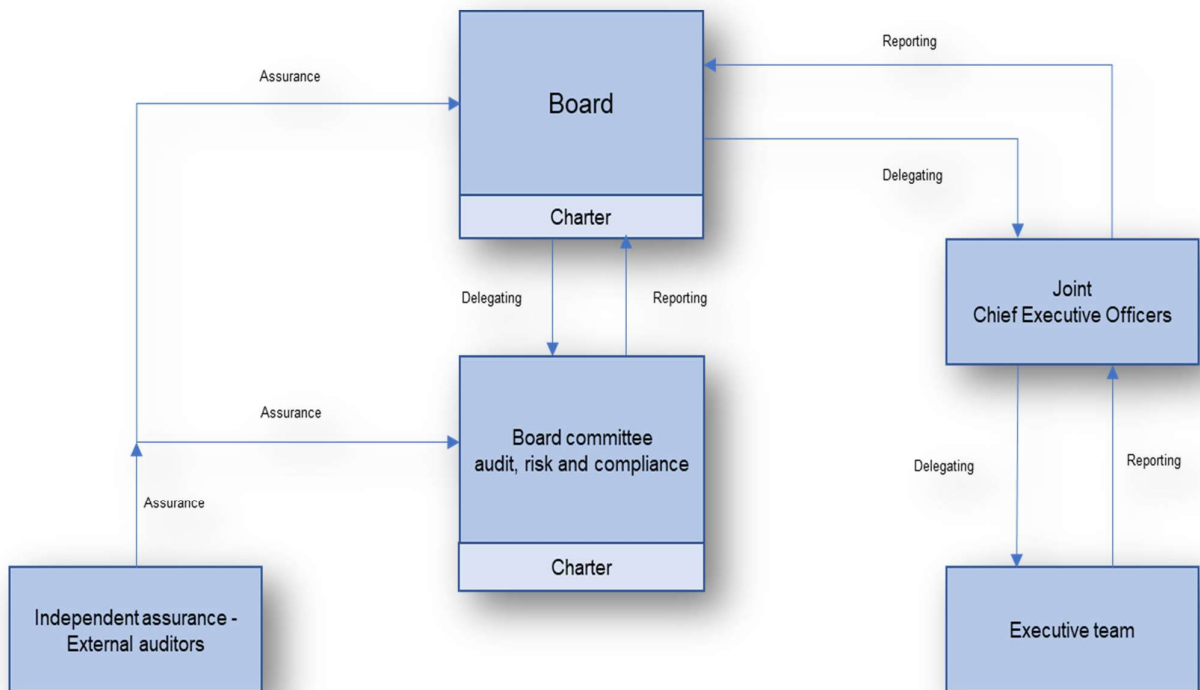 Reporting
Assurance
Board
Delegating
Charter
Joint
Chief Executive Officers
Delegating
Reporting
Assurance
Board committee
audit, risk and compliance
Delegating
Reporting
Assurance
Charter
Independent assurance -
External auditors
Executive team